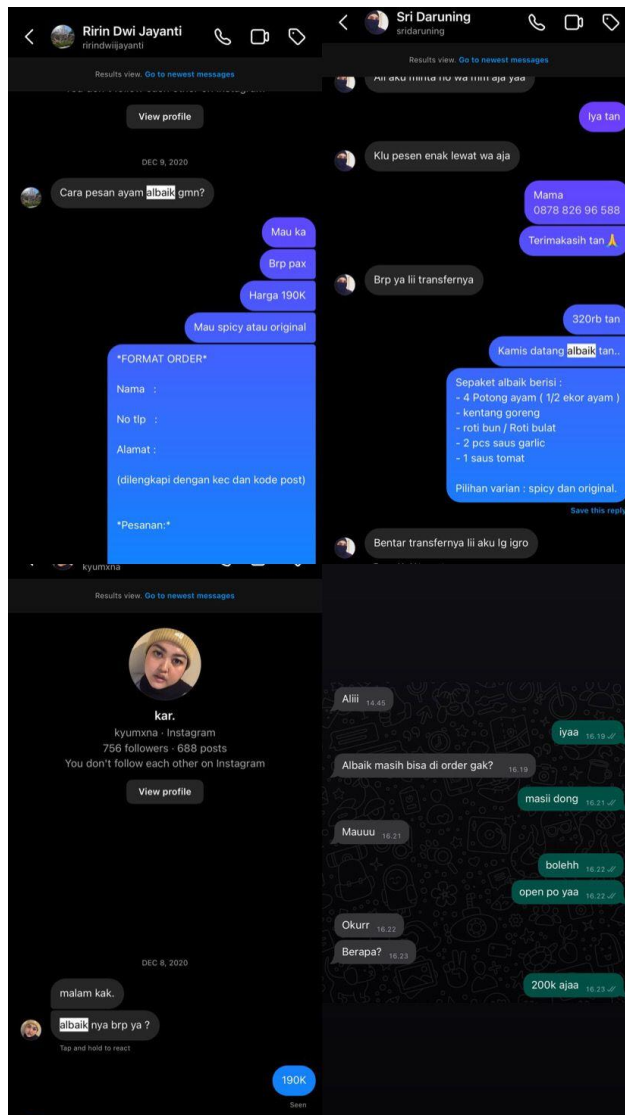 Ririn Dwi Jayanti
ririndwiijayanti
Results view. Go to newest messages
View profile
DEC 9, 2020
Cara pesan ayam albaik gmn?
Mau ka
Brp pax
Harga 190K
Mau spicy atau original
*FORMAT ORDER*
Nama :
No tlp :
Alamat :
(dilengkapi dengan kec dan kode post)
*Pesanan:*
Sri Daruning
sridaruning
Results view. Go to newest messages
All aku minta no wa mm aja yaa
Iya tan
Klu pesen enak lewat wa aja
Mama
0878 826 96 588
Terimakasih tan🙏
Brp ya lii transfernya
320rb tan
Kamis datang albaik tan..
Sepaket albaik berisi :
- 4 Potong ayam ( 1/2 ekor ayam )
- kentang goreng
- roti bun / Roti bulat
- 2 pcs saus garlic
- 1 saus tomat
Pilihan varian : spicy dan original.
Save this reply
Bentar transfernya lii aku lg igro
kyumxna
Results view. Go to newest messages
kar.
kyumxna · Instagram
756 followers · 688 posts
You don't follow each other on Instagram
View profile
DEC 8, 2020
malam kak.
albaik nya brp ya ?
Tap and hold to react
190K
Seen
Aliii 14.45
iyaa 16.19
Albaik masih bisa di order gak? 16.19
masii dong 16.21
Mauuu 16.21
bolehh 16.22
open po yaa 16.22
Okurr 16.22
Berapa? 16.23
200k ajaa 16.23